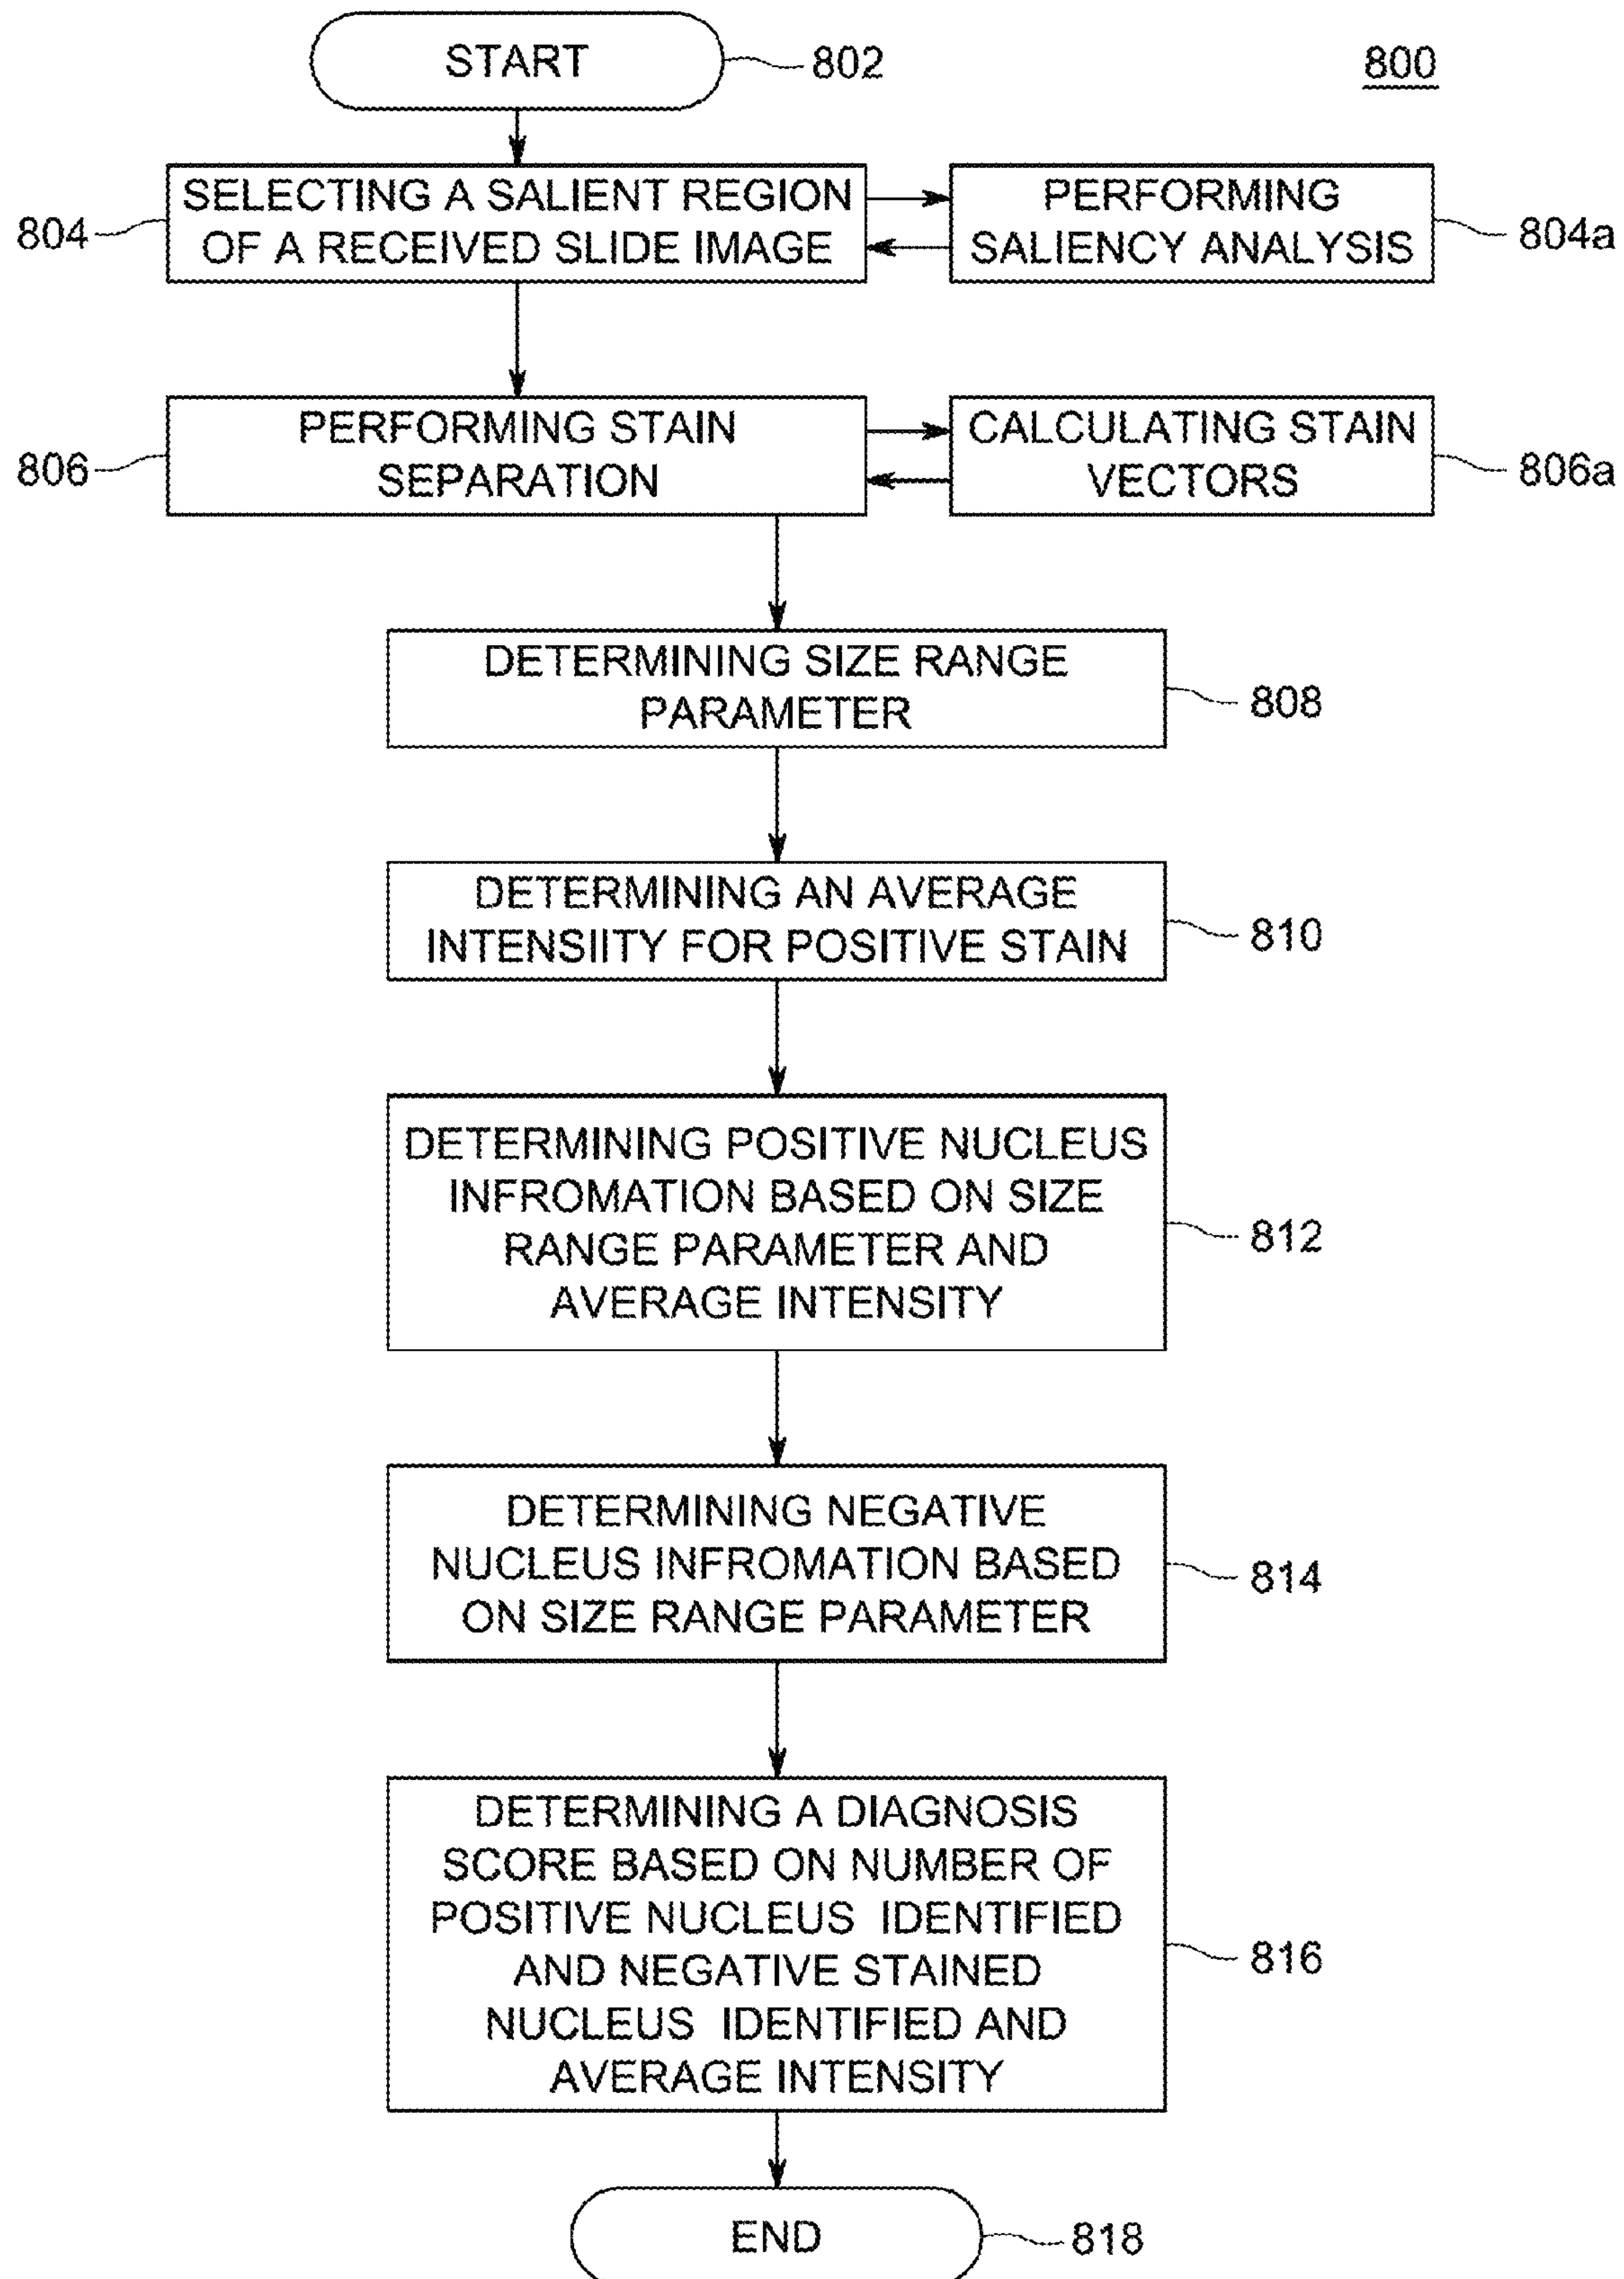 START
802
800
SELECTING A SALIENT REGION
OF A RECEIVED SLIDE IMAGE
804
PERFORMING
SALIENCY ANALYSIS
804a
PERFORMING STAIN
SEPARATION
806
CALCULATING STAIN
VECTORS
806a
DETERMINING SIZE RANGE
PARAMETER
808
DETERMINING AN AVERAGE
INTENSIITY FOR POSITIVE STAIN
810
DETERMINING POSITIVE NUCLEUS
INFROMATION BASED ON SIZE
RANGE PARAMETER AND
AVERAGE INTENSITY
812
DETERMINING NEGATIVE
NUCLEUS INFROMATION BASED
ON SIZE RANGE PARAMETER
814
DETERMINING A DIAGNOSIS
SCORE BASED ON NUMBER OF
POSITIVE NUCLEUS IDENTIFIED
AND NEGATIVE STAINED
NUCLEUS IDENTIFIED AND
AVERAGE INTENSITY
816
END
818